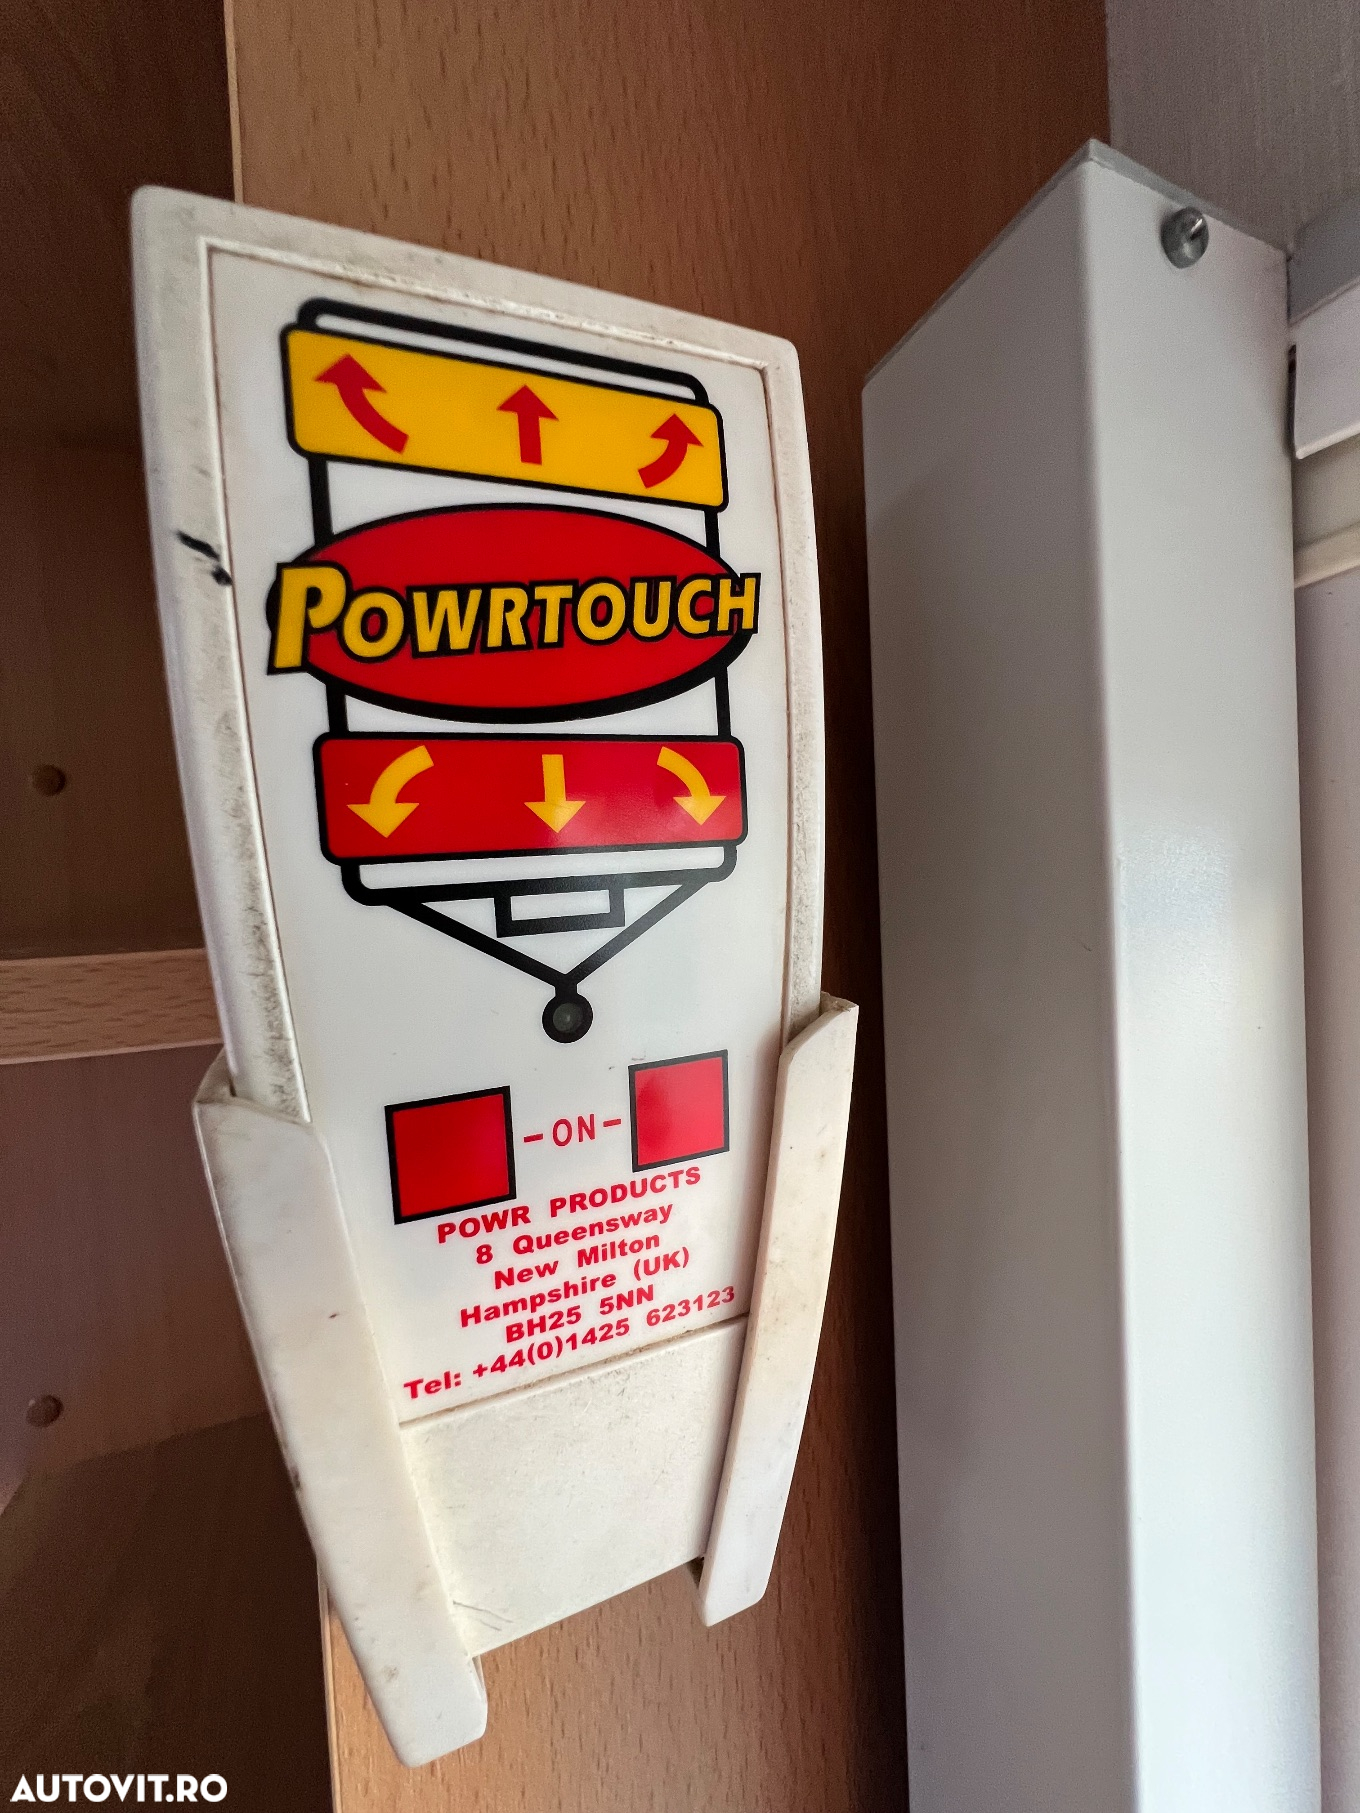 POWRTOUCH
-ON-
POWR PRODUCTS
8 Queensway
New Milton
Hampshire (UK)
BH25 5NN
Tel: +44(0)1425 623123
AUTOVIT.RO